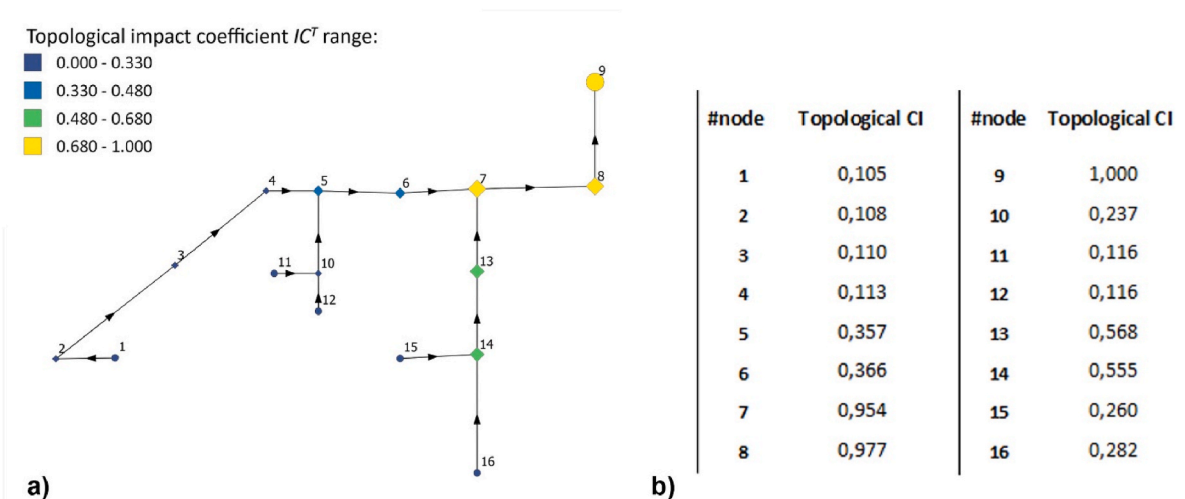 Topological impact coefficient ICᵀ range:
0.000 - 0.330
0.330 - 0.480
0.480 - 0.680
0.680 - 1.000
9
4
5
6
7
8
3
11
10
13
12
2
1
15
14
16
a)
#node Topological CI #node Topological CI
1 0,105 9 1,000
2 0,108 10 0,237
3 0,110 11 0,116
4 0,113 12 0,116
5 0,357 13 0,568
6 0,366 14 0,555
7 0,954 15 0,260
8 0,977 16 0,282
b)